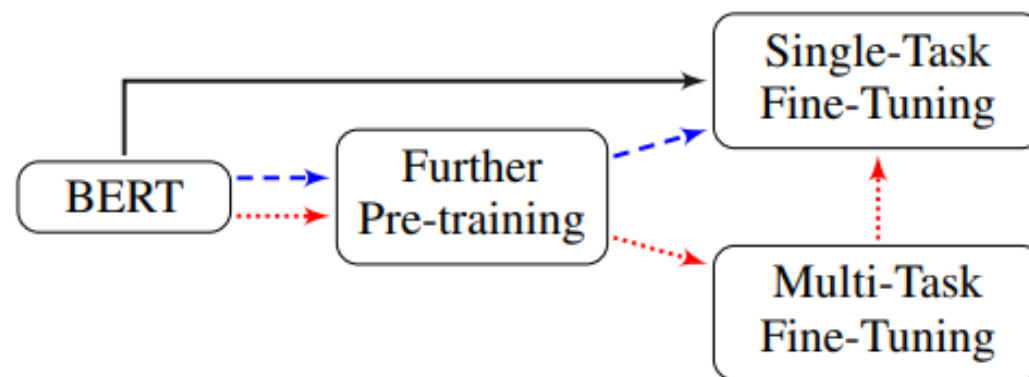 Single-Task
Fine-Tuning
BERT
Further
Pre-training
Multi-Task
Fine-Tuning